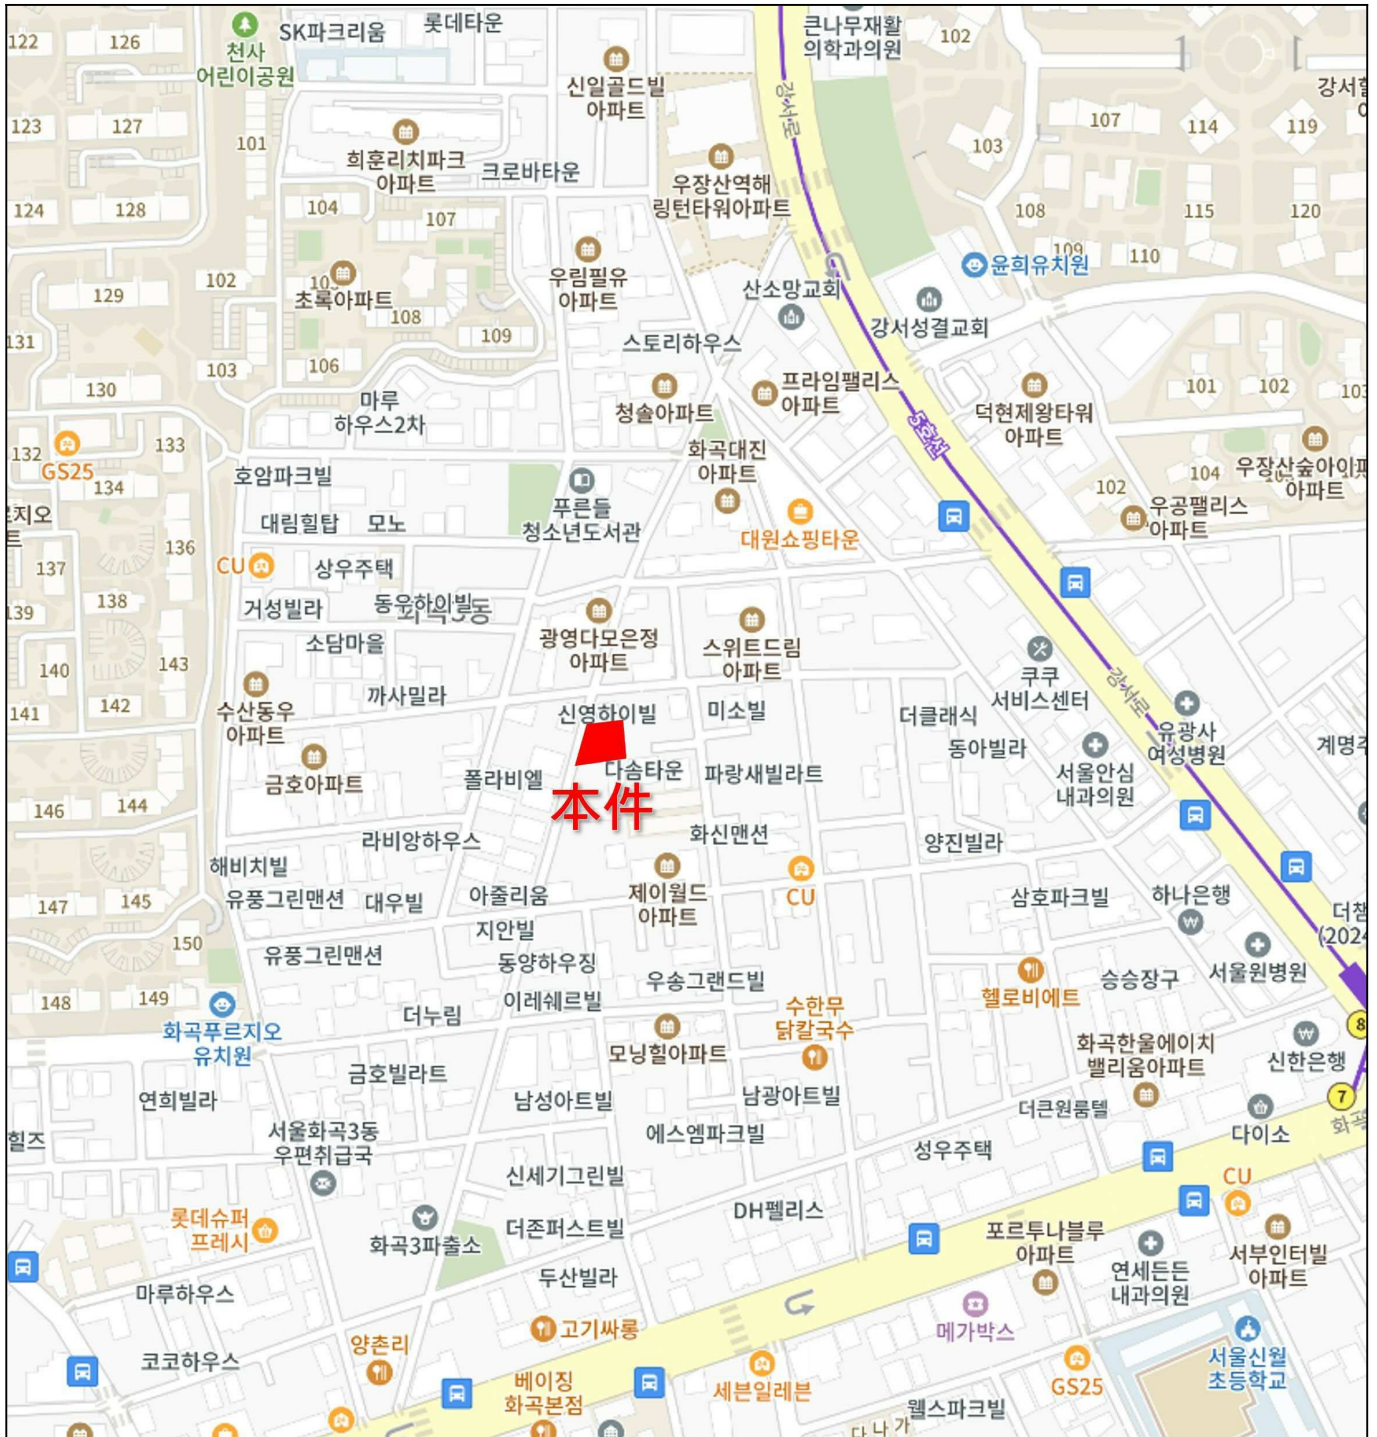 122
126
천사
어린이공원
SK파크리움
롯데타운
신일골드빌
아파트
큰나무재활
의학과의원
102
강서로
123
127
101
희훈리치파크
아파트
크로바타운
103
107
114
119
124
128
104
107
우장산역해
링턴타워아파트
108
115
120
109
110
윤희유치원
102
129
초록아파트
108
우림필유
아파트
산소망교회
강서성결교회
131
109
스토리하우스
130
103
106
마루
하우스2차
청솔아파트
프라임팰리스
아파트
덕현제왕타워
아파트
101
102
103
5호선
132
GS25
133
134
호암파크빌
화곡대진
아파트
102
104
우장산숲아이파
아파트
우공팰리스
아파트
대림힐탑
모노
푸른들
청소년도서관
대원쇼핑타운
136
137
CU
상우주택
138
139
거성빌라
동우하이빌
소담마을
광영다모은정
아파트
스위트드림
아파트
140
143
까사밀라
쿠쿠
서비스센터
강서로
141
142
수산동우
아파트
신영하이빌
미소빌
더클래식
동아빌라
유광사
여성병원
금호아파트
폴라비엘
다솜타운
파랑새빌라트
서울안심
내과의원
146
144
本件
라비앙하우스
화신맨션
양진빌라
해비치빌
유풍그린맨션
대우빌
아줄리움
제이월드
아파트
CU
삼호파크빌
하나은행
147
145
지안빌
150
유풍그린맨션
동양하우징
우송그랜드빌
헬로비에트
승승장구
서울원병원
148
149
이레쉐르빌
더누림
수한무
닭칼국수
8
화곡푸르지오
유치원
모닝힐아파트
화곡한울에이치
밸리움아파트
신한은행
금호빌라트
7
연희빌라
남성아트빌
남광아트빌
더큰원룸텔
다이소
힐즈
서울화곡3동
우편취급국
에스엠파크빌
성우주택
신세기그린빌
CU
롯데슈퍼
프레시
화곡3파출소
더존퍼스트빌
DH펠리스
포르투나블루
아파트
연세든든
내과의원
서부인터빌
아파트
마루하우스
두산빌라
고기싸롱
메가박스
코코하우스
양촌리
베이징
화곡본점
세븐일레븐
GS25
서울신월
초등학교
웰스파크빌
다나가